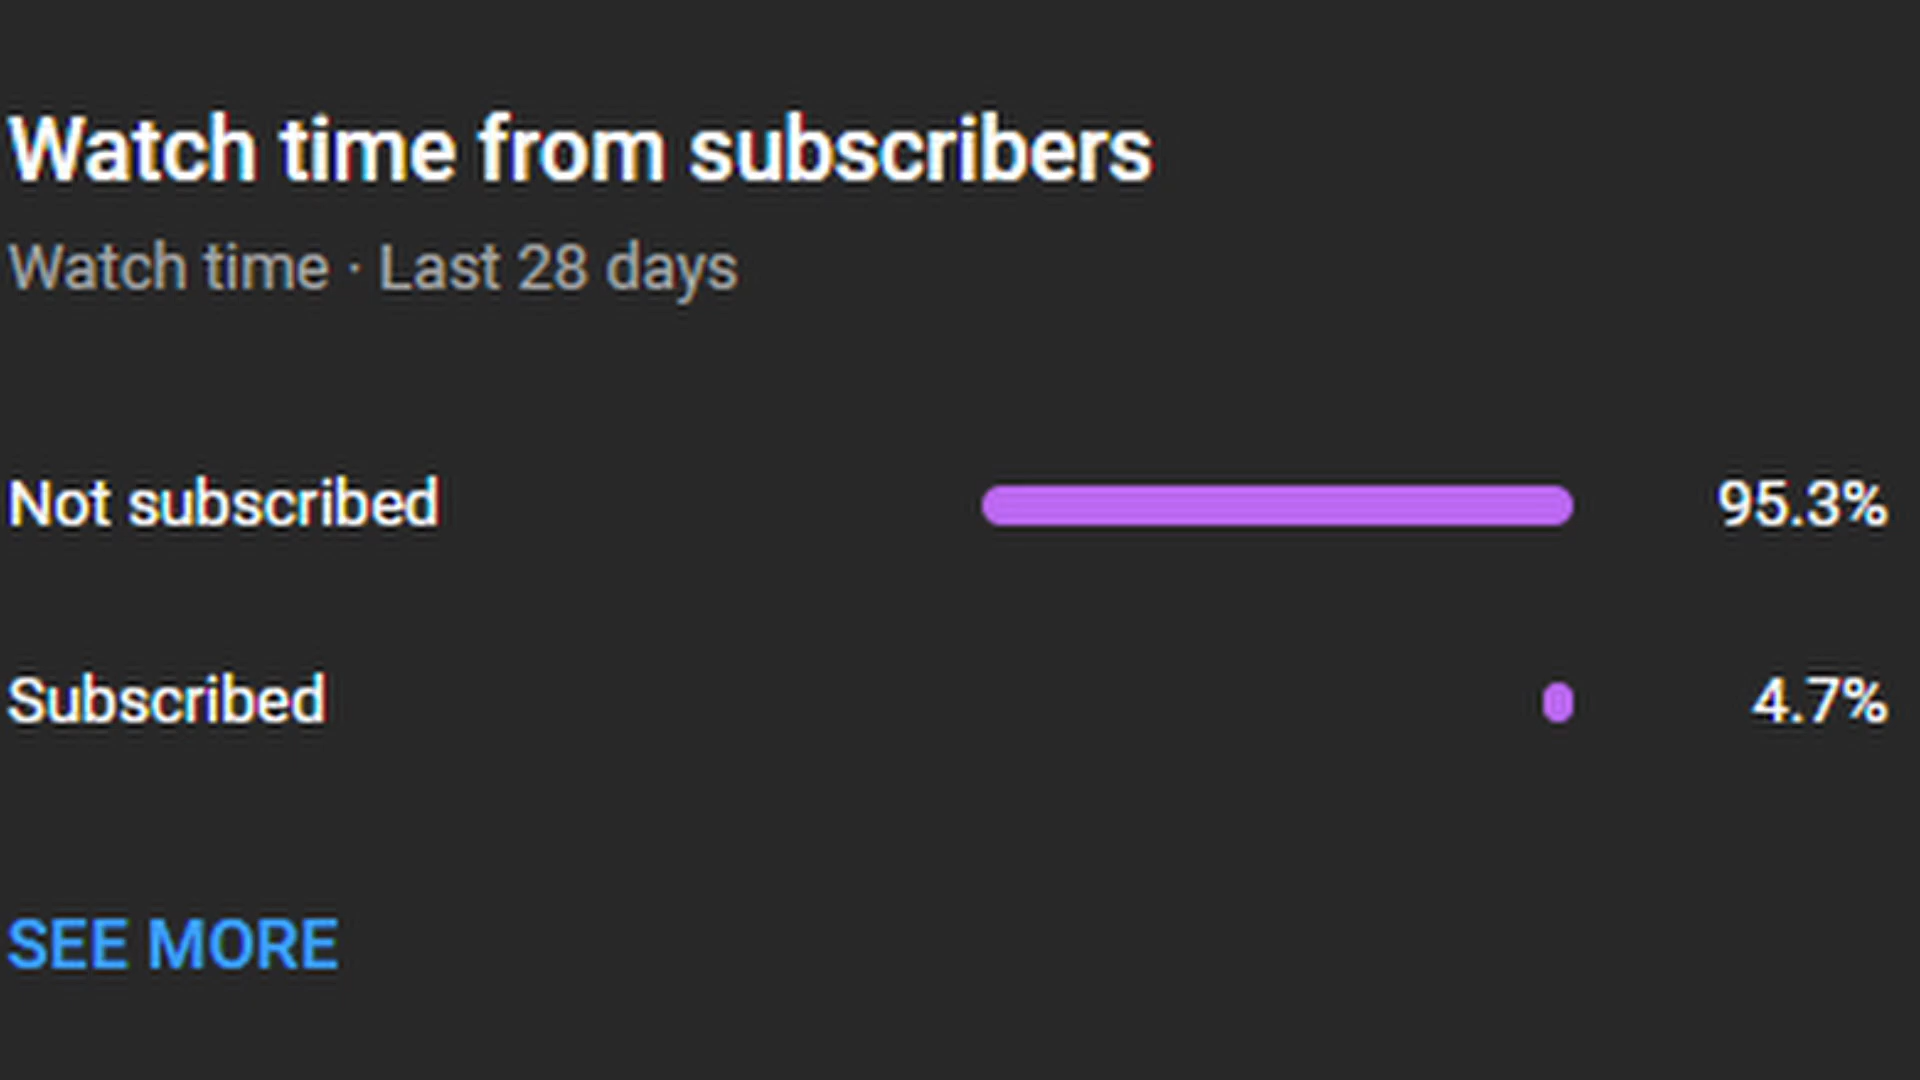 Watch time from subscribers
Watch time · Last 28 days
Not subscribed 95.3%
Subscribed 4.7%
SEE MORE